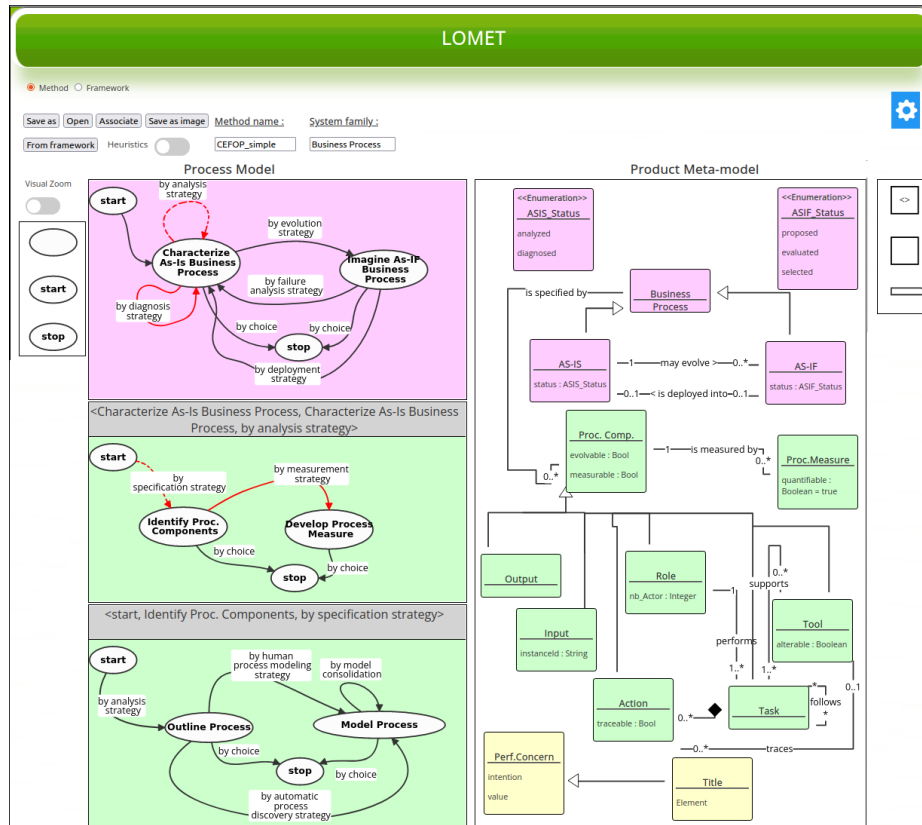 LOMET
Method
Framework
Save as
Open
Associate
Save as image
Method name :
System family :
From framework
Heuristics
CEFOP_simple
Business Process
Visual Zoom
start
stop
<>
Process Model
start
by analysis
strategy
by evolution
strategy
Characterize
As-Is Business
Process
Imagine As-IF
Business
Process
by failure
analysis strategy
by diagnosis
strategy
by choice
by choice
stop
by deployment
strategy
<Characterize As-Is Business Process, Characterize As-Is Business
Process, by analysis strategy>
start
by
specification strategy
by measurement
strategy
Identify Proc.
Components
Develop Process
Measure
by choice
by choice
stop
<start, Identify Proc. Components, by specification strategy>
start
by human
process modeling
strategy
by model
consolidation
by analysis
strategy
Outline Process
Model Process
by choice
stop
by choice
by automatic
process
discovery strategy
Product Meta-model
<<Enumeration>>
ASIS_Status
analyzed
diagnosed
<<Enumeration>>
ASIF_Status
proposed
evaluated
selected
is specified by
Business
Process
AS-IS
status : ASIS_Status
1
may evolve >
0..*
0..1
< is deployed into
0..1
AS-IF
status : ASIF_Status
Proc. Comp.
evolvable : Bool
measurable : Bool
0..*
1
is measured by
0..*
Proc.Measure
quantifiable :
Boolean = true
Output
Role
nb_Actor : Integer
1
0..*
supports
Input
instanceId : String
Tool
alterable : Boolean
performs
1..*
1..*
0..1
Action
traceable : Bool
0..*
Task
*
follows
*
0..*
traces
Perf.Concern
intention
value
Title
Element